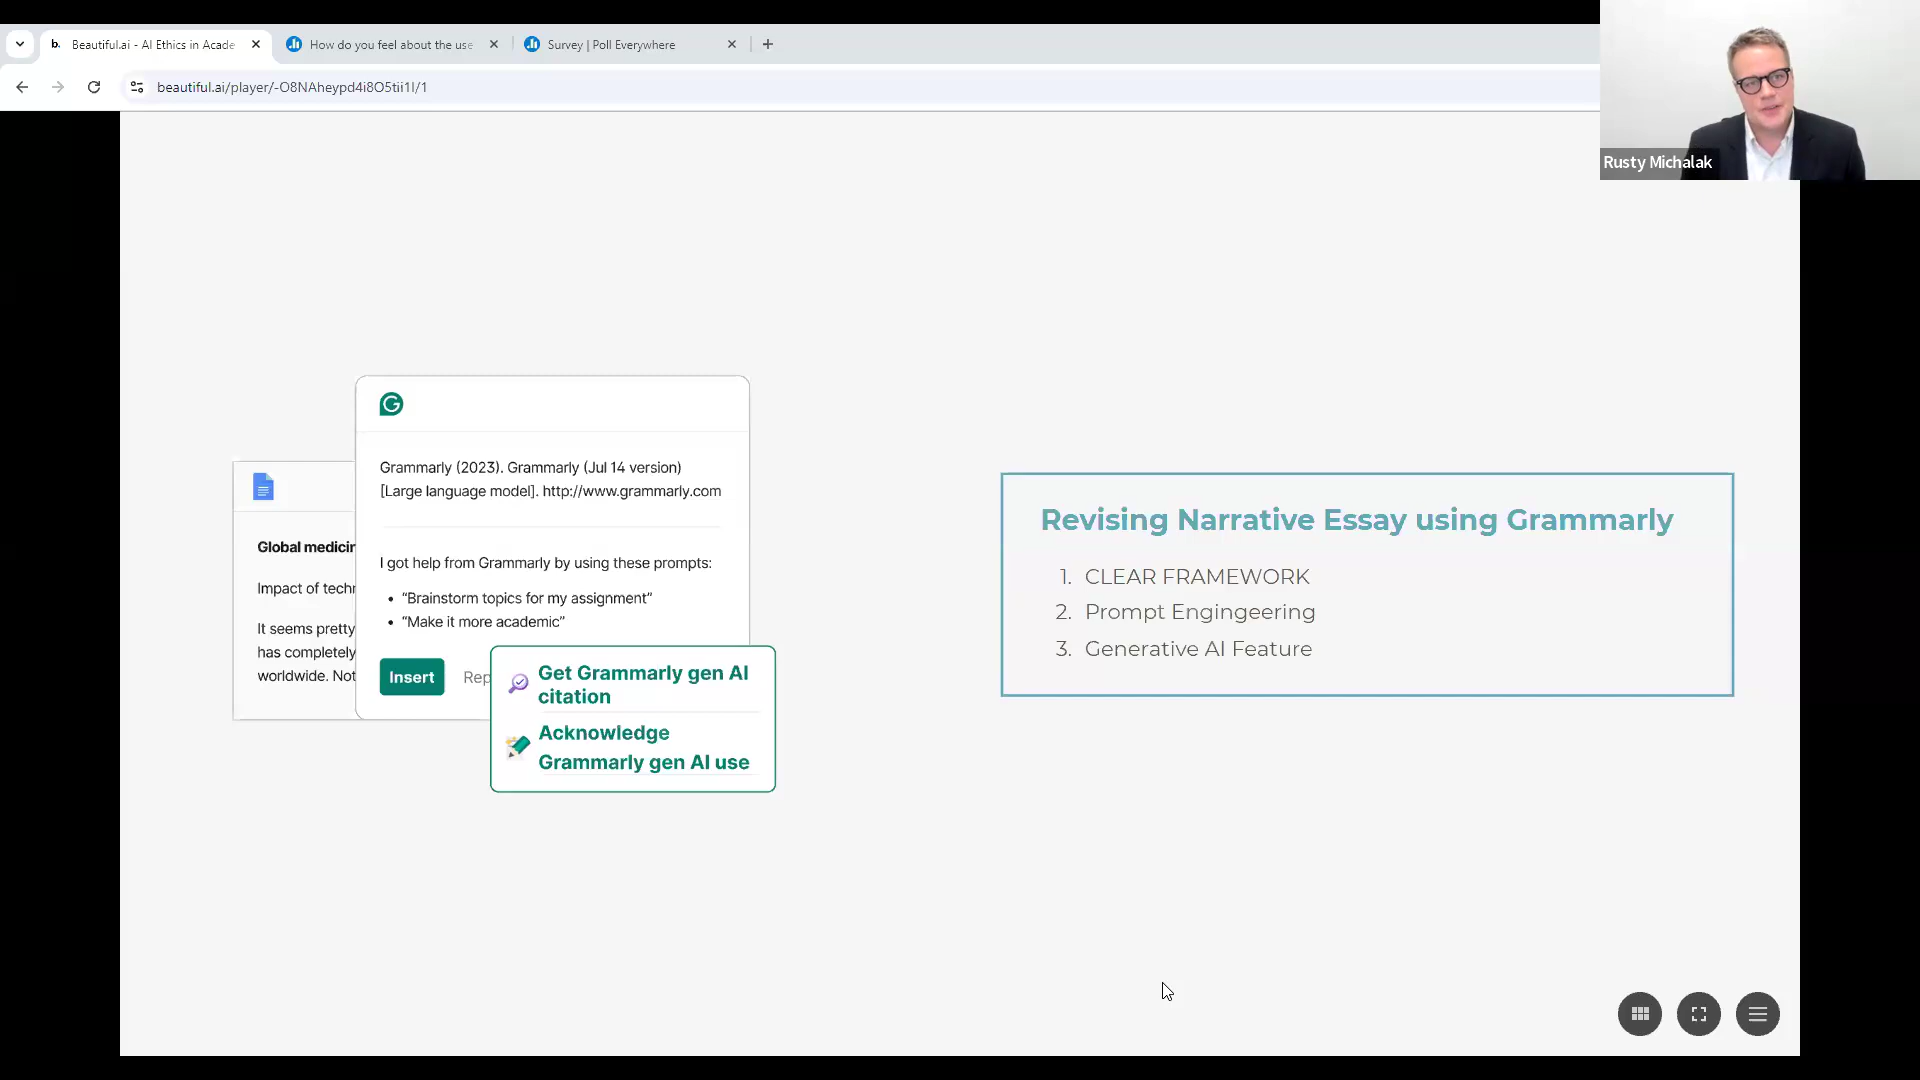 b. Beautiful.ai - AI Ethics in Acade
How do you feel about the use
Survey | Poll Everywhere
beautiful.ai/player/-O8NAheypd4i8O5tii1I/1
Rusty Michalak
Global medicin
Impact of techn
It seems pretty
has completely
worldwide. Not
Grammarly (2023). Grammarly (Jul 14 version)
[Large language model]. http://www.grammarly.com
I got help from Grammarly by using these prompts:
• “Brainstorm topics for my assignment”
• “Make it more academic”
Insert Rep
Get Grammarly gen AI
citation
Acknowledge
Grammarly gen AI use
Revising Narrative Essay using Grammarly
1. CLEAR FRAMEWORK
2. Prompt Engingeering
3. Generative AI Feature